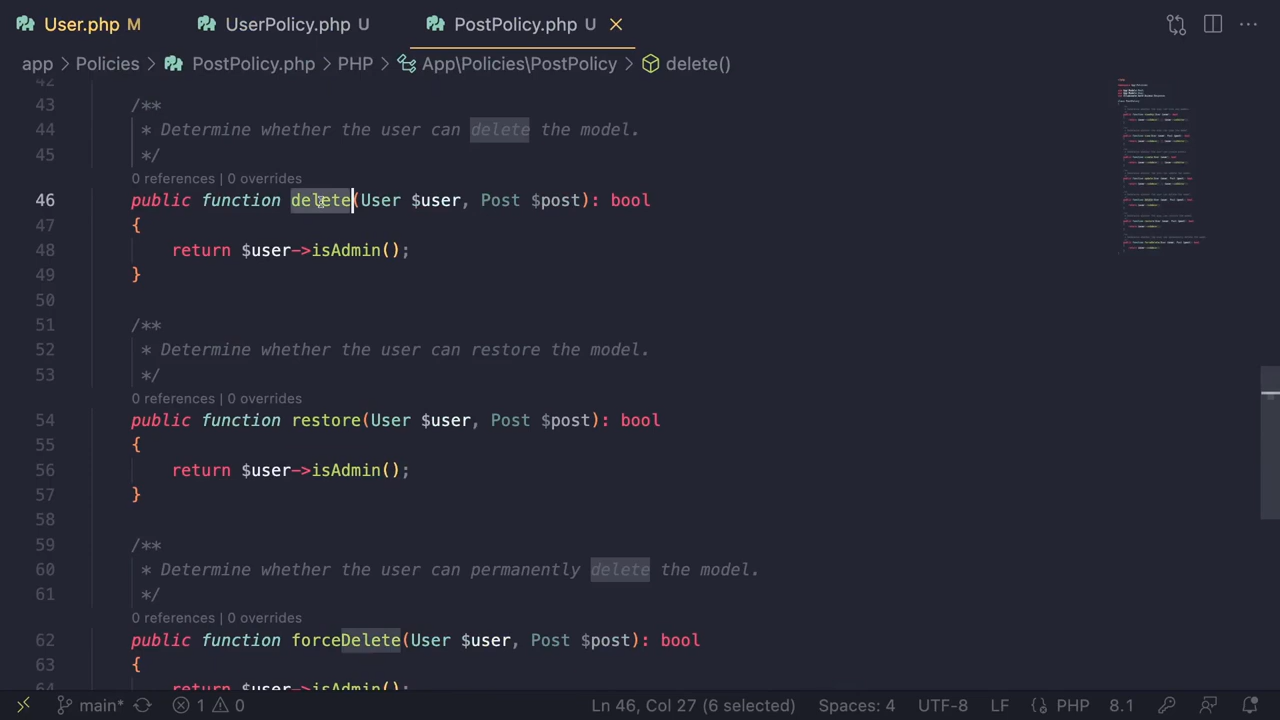 User.php M UserPolicy.php U PostPolicy.php U
app > Policies > PostPolicy.php > PHP > App\Policies\PostPolicy > delete()
42
43 /**
44 * Determine whether the user can delete the model.
45 */
0 references | 0 overrides
46 public function delete(User $user, Post $post): bool
47 {
48 return $user->isAdmin();
49 }
50
51 /**
52 * Determine whether the user can restore the model.
53 */
0 references | 0 overrides
54 public function restore(User $user, Post $post): bool
55 {
56 return $user->isAdmin();
57 }
58
59 /**
60 * Determine whether the user can permanently delete the model.
61 */
0 references | 0 overrides
62 public function forceDelete(User $user, Post $post): bool
63 {
64 return $user->isAdmin();
main* 1 0 Ln 46, Col 27 (6 selected) Spaces: 4 UTF-8 LF PHP 8.1